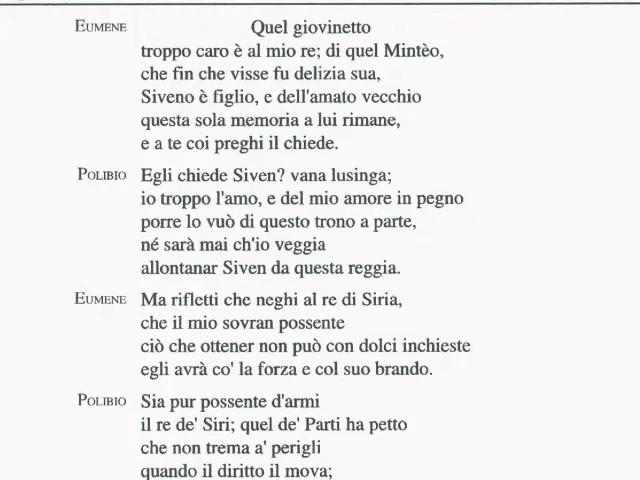 EUMENE Quel giovinetto
troppo caro è al mio re; di quel Mintèo,
che fin che visse fu delizia sua,
Siveno è figlio, e dell'amato vecchio
questa sola memoria a lui rimane,
e a te coi preghi il chiede.
POLIBIO Egli chiede Siven? vana lusinga;
io troppo l'amo, e del mio amore in pegno
porre lo vuò di questo trono a parte,
né sarà mai ch'io veggia
allontanar Siven da questa reggia.
EUMENE Ma rifletti che neghi al re di Siria,
che il mio sovran possente
ciò che ottener non può con dolci inchieste
egli avrà co' la forza e col suo brando.
POLIBIO Sia pur possente d'armi
il re de' Siri; quel de' Parti ha petto
che non trema a' perigli
quando il diritto il mova;